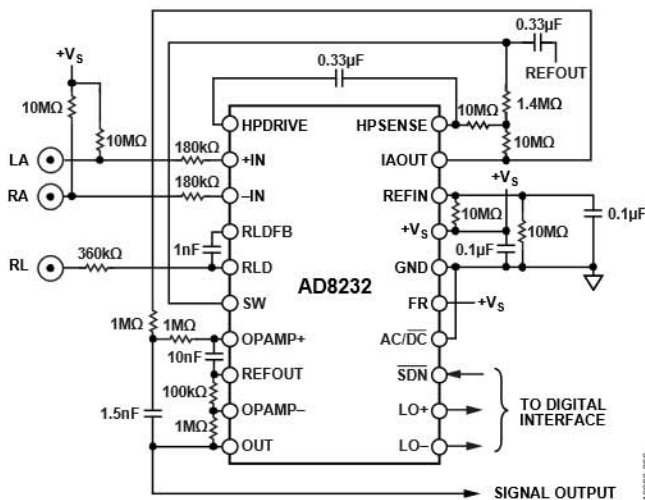 0.33µF
+VS
0.33µF
REFOUT
10MΩ
HPDRIVE
HPSENSE
10MΩ
1.4MΩ
10MΩ
10MΩ
LA
180kΩ
+IN
IAOUT
RA
180kΩ
–IN
REFIN
+VS
RLDFB
10MΩ
+VS
0.1µF
10MΩ
0.1µF
RL
360kΩ
1nF
RLD
GND
AD8232
SW
FR
+VS
1MΩ
1MΩ
OPAMP+
AC/DC
10nF
REFOUT
SDN
100kΩ
1.5nF
OPAMP–
LO+
TO DIGITAL
INTERFACE
1MΩ
OUT
LO–
SIGNAL OUTPUT